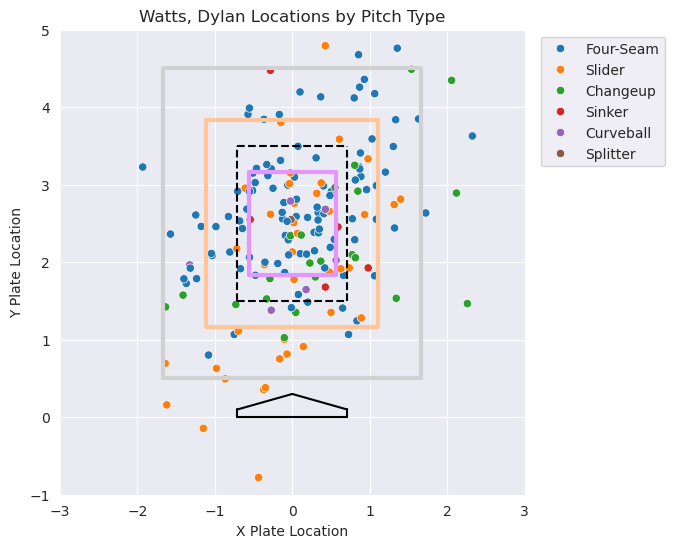 Watts, Dylan Locations by Pitch Type
Y Plate Location
5
4
3
2
1
0
−1
−3
−2
−1
0
1
2
3
X Plate Location
Four-Seam
Slider
Changeup
Sinker
Curveball
Splitter